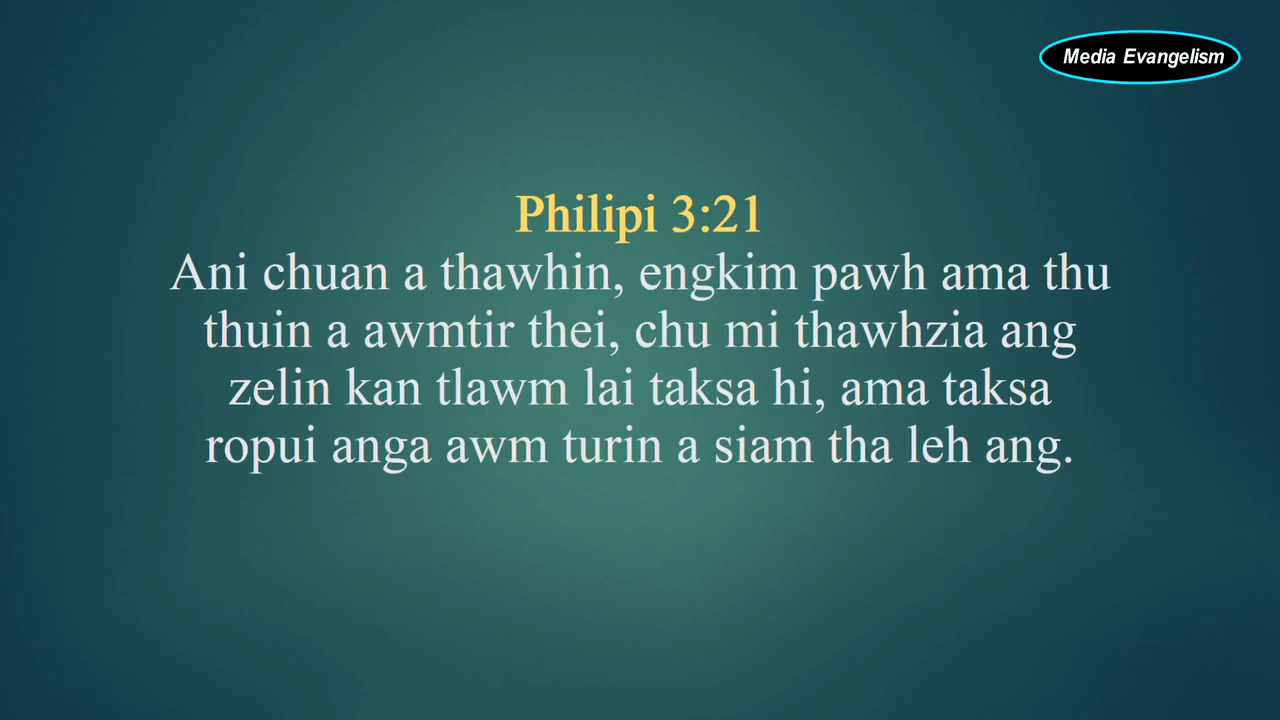 Media Evangelism
Philipi 3:21
Ani chuan a thawhin, engkim pawh ama thu
thuin a awmtir thei, chu mi thawhzia ang
zelin kan tlawm lai taksa hi, ama taksa
ropui anga awm turin a siam tha leh ang.